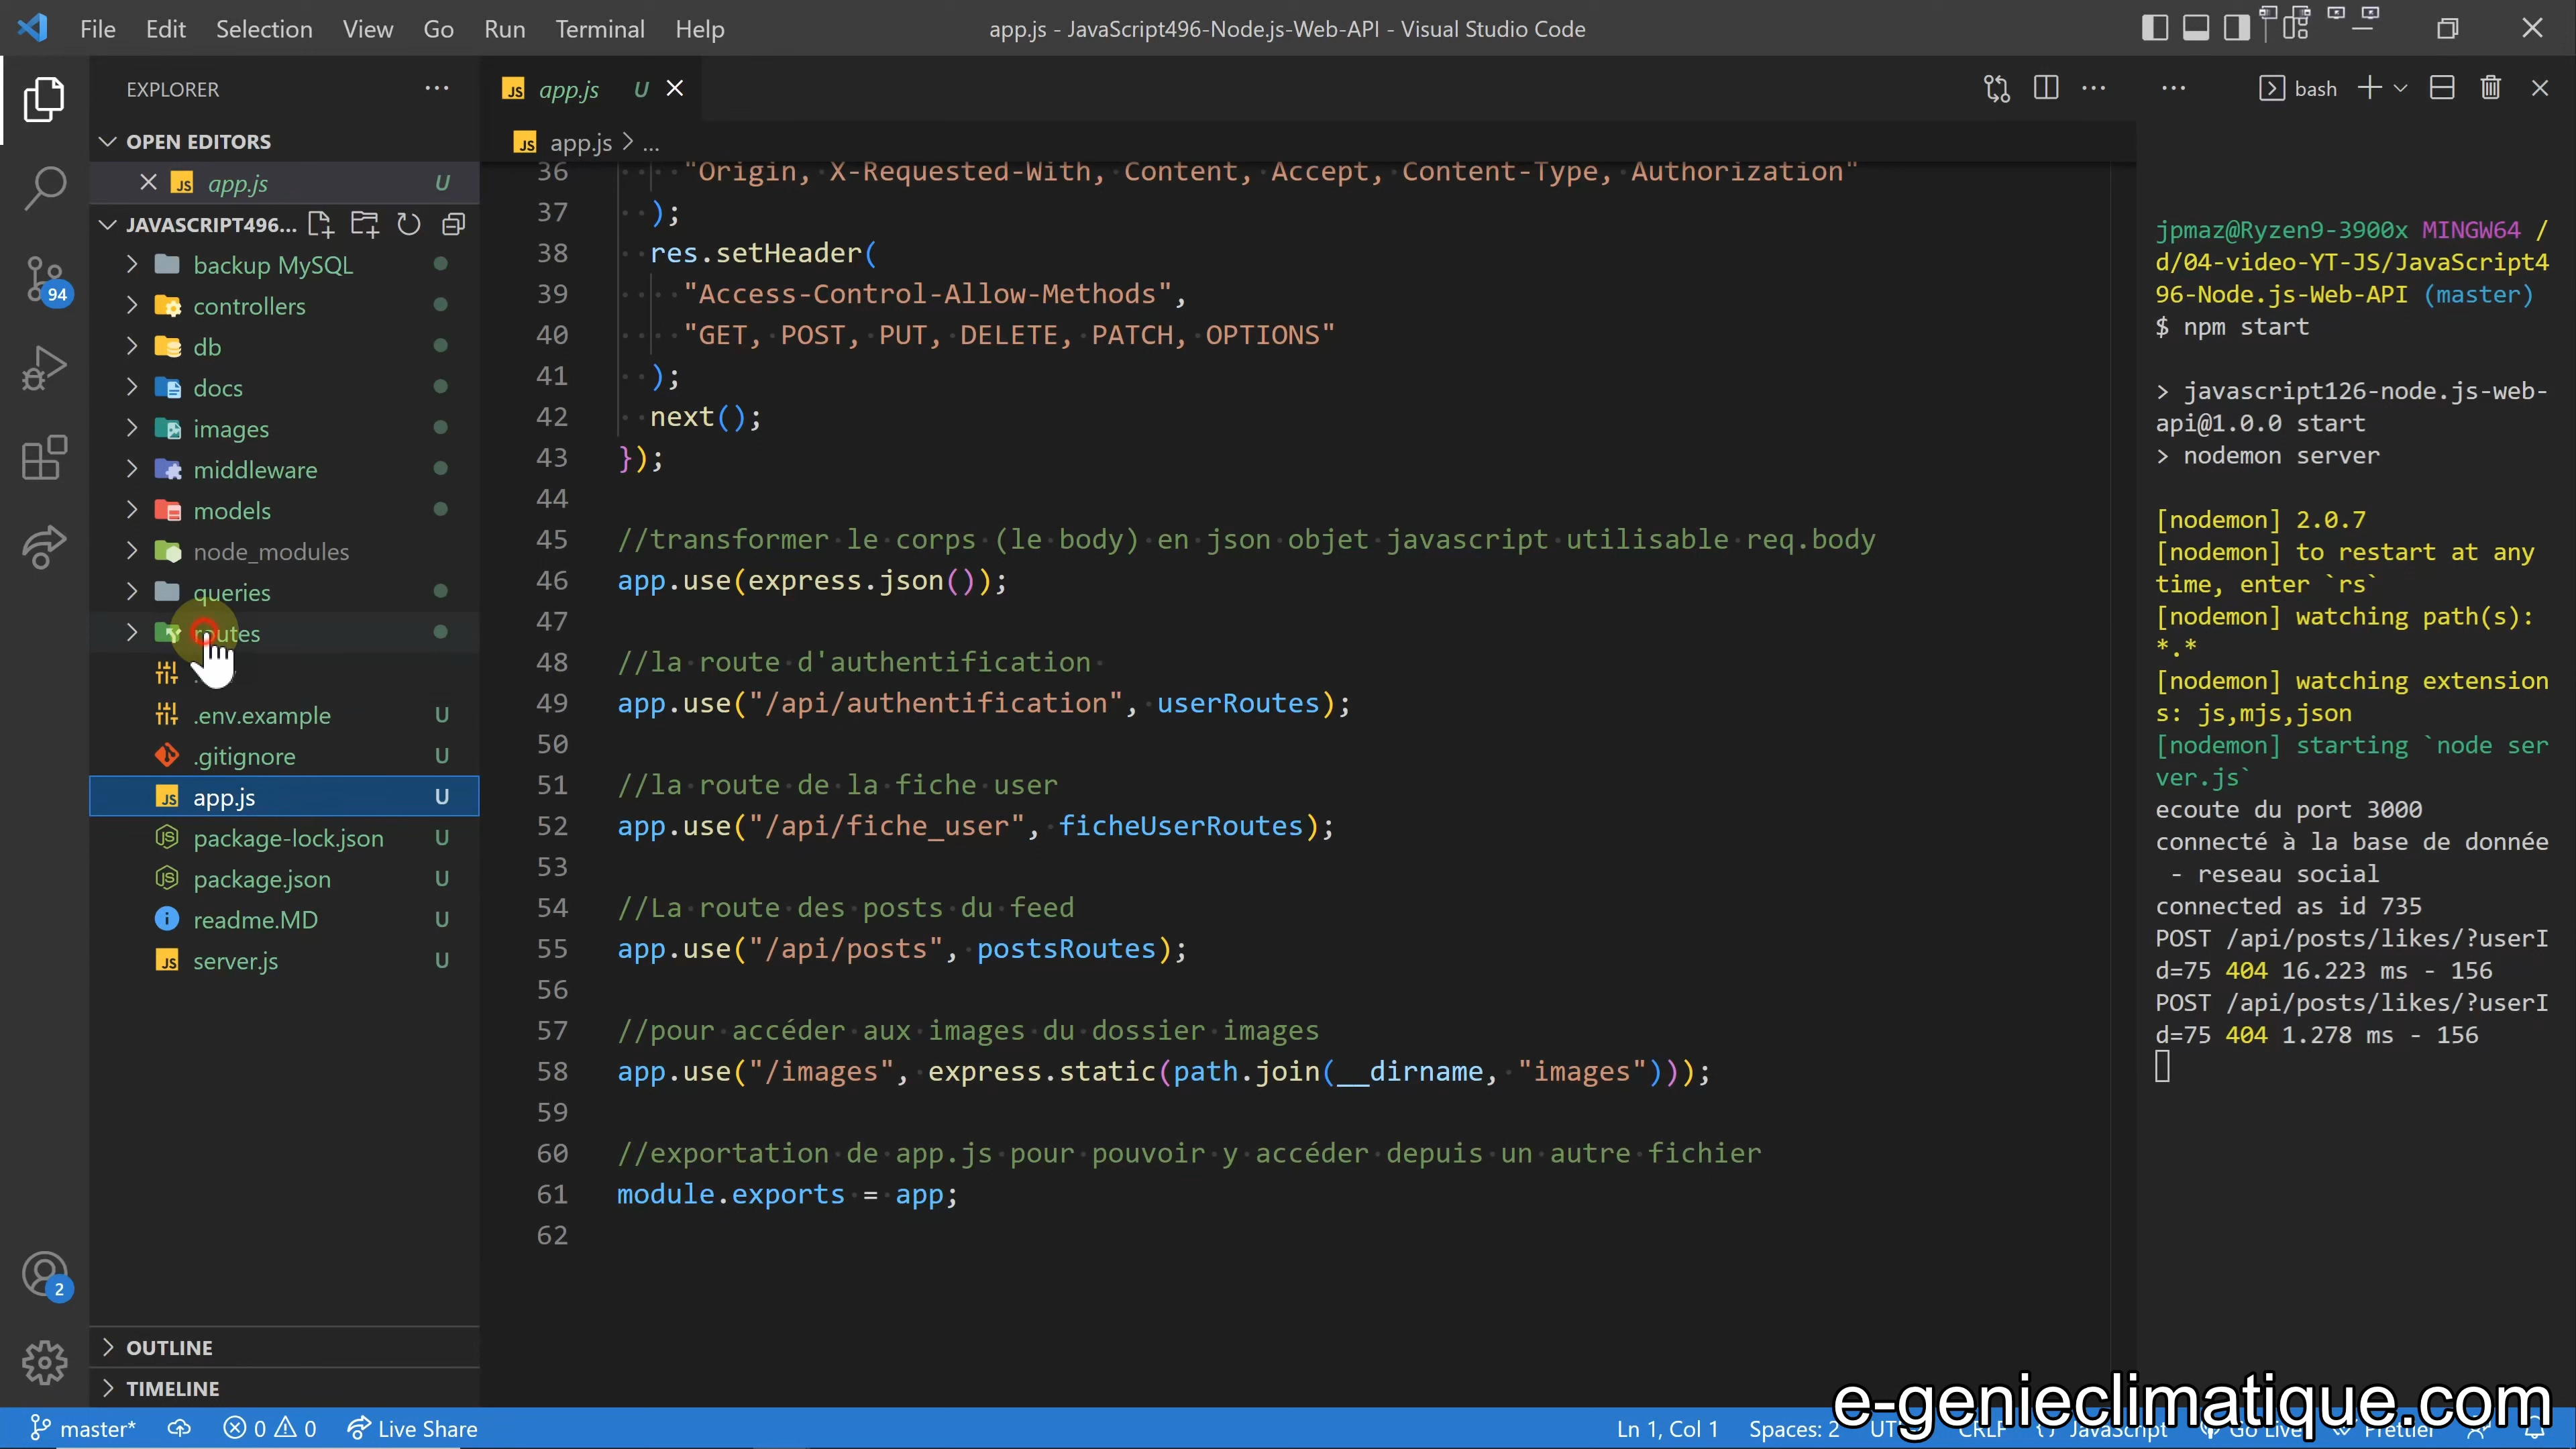 File Edit Selection View Go Run Terminal Help
app.js - JavaScript496-Node.js-Web-API - Visual Studio Code
EXPLORER
OPEN EDITORS
app.js U
JAVASCRIPT496...
backup MySQL
controllers
db
docs
images
middleware
models
node_modules
queries
routes
.env.example U
.gitignore U
app.js U
package-lock.json U
package.json U
readme.MD U
server.js U
OUTLINE
TIMELINE
94
2
app.js U
app.js > ...
36 "Origin, X-Requested-With, Content, Accept, Content-Type, Authorization"
37 );
38 res.setHeader(
39 "Access-Control-Allow-Methods",
40 "GET, POST, PUT, DELETE, PATCH, OPTIONS"
41 );
42 next();
43 });
44
45 //transformer le corps (le body) en json objet javascript utilisable req.body
46 app.use(express.json());
47
48 //la route d'authentification
49 app.use("/api/authentification", userRoutes);
50
51 //la route de la fiche user
52 app.use("/api/fiche_user", ficheUserRoutes);
53
54 //La route des posts du feed
55 app.use("/api/posts", postsRoutes);
56
57 //pour accéder aux images du dossier images
58 app.use("/images", express.static(path.join(__dirname, "images")));
59
60 //exportation de app.js pour pouvoir y accéder depuis un autre fichier
61 module.exports = app;
62
bash
jpmaz@Ryzen9-3900x MINGW64 /
d/04-video-YT-JS/JavaScript4
96-Node.js-Web-API (master)
$ npm start
> javascript126-node.js-web-
api@1.0.0 start
> nodemon server
[nodemon] 2.0.7
[nodemon] to restart at any
time, enter `rs`
[nodemon] watching path(s):
*.*
[nodemon] watching extension
s: js,mjs,json
[nodemon] starting `node ser
ver.js`
ecoute du port 3000
connecté à la base de donnée
- reseau social
connected as id 735
POST /api/posts/likes/?userI
d=75 404 16.223 ms - 156
POST /api/posts/likes/?userI
d=75 404 1.278 ms - 156
e-genieclimatique.com
master* 0 0 Live Share
Ln 1, Col 1 Spaces: 2 CRLF {} JavaScript Go Live Prettier